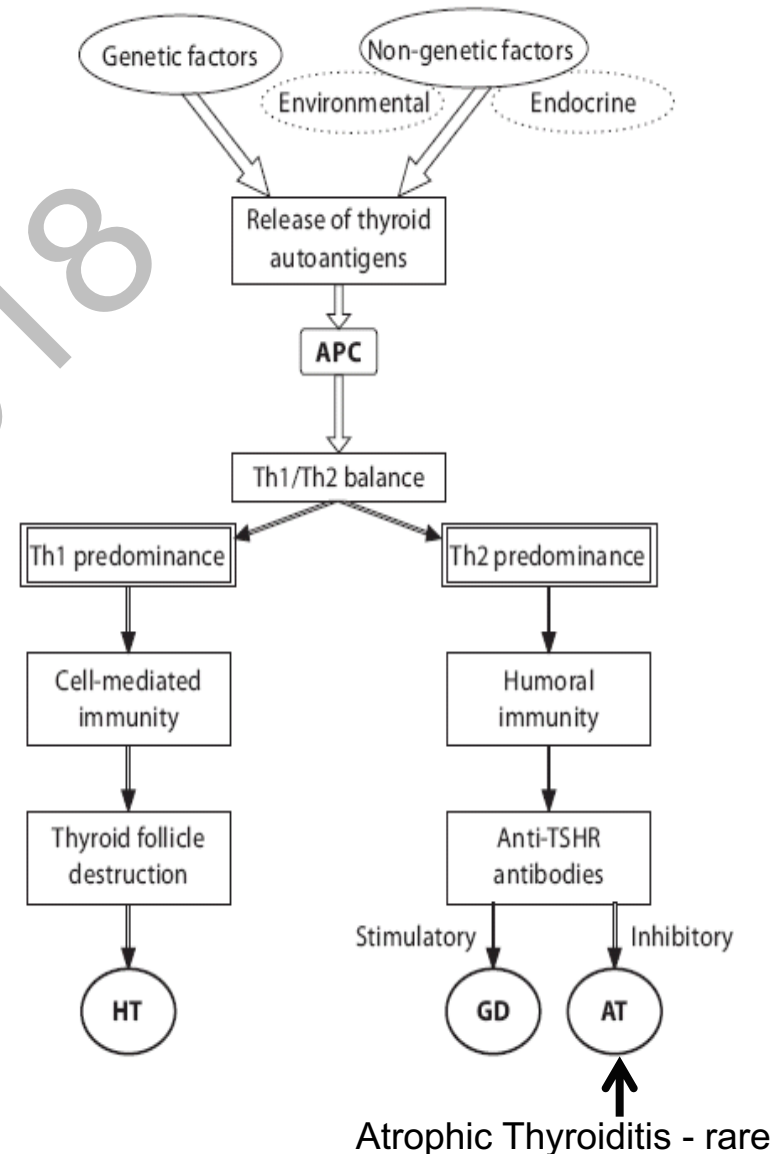 Genetic factors
Non-genetic factors
Environmental
Endocrine
Release of thyroid
autoantigens
APC
Th1/Th2 balance
Th1 predominance
Th2 predominance
Cell-mediated
immunity
Humoral
immunity
Thyroid follicle
destruction
Anti-TSHR
antibodies
Stimulatory
Inhibitory
HT
GD
AT
Atrophic Thyroiditis - rare